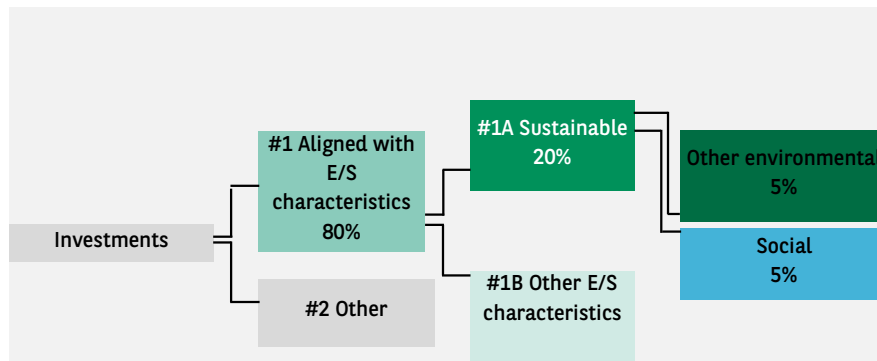 Investments
#1 Aligned with
E/S
characteristics
80%
#2 Other
#1A Sustainable
20%
#1B Other E/S
characteristics
Other environmental
5%
Social
5%